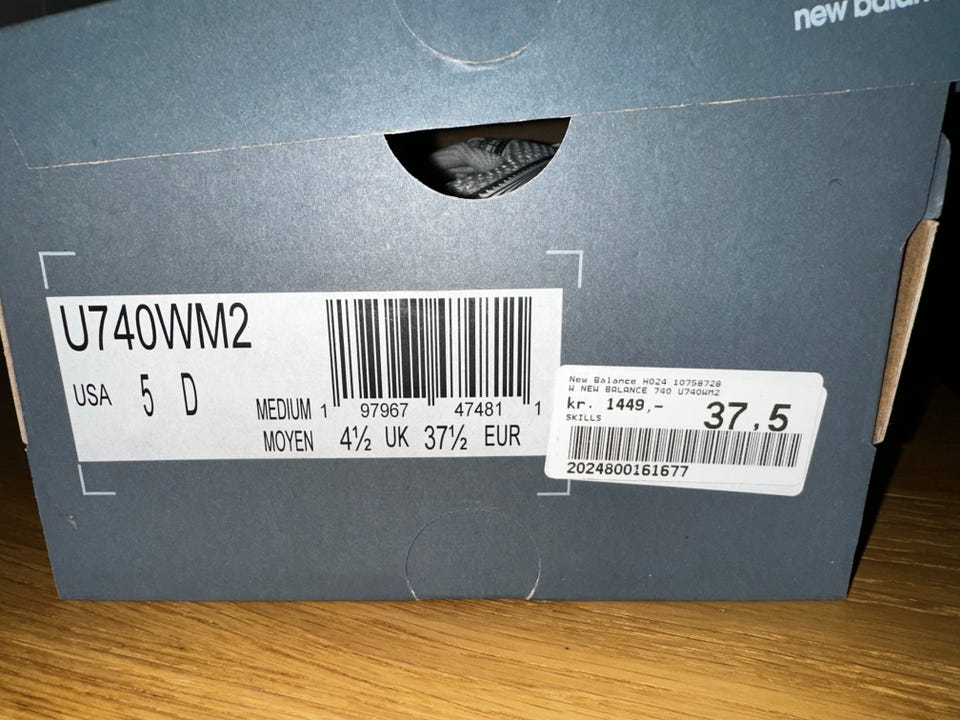 new balan
U740WM2
USA 5 D
MEDIUM 1 97967 47481 1
MOYEN 4½ UK 37½ EUR
New Balance H024 10758728
W NEW BALANCE 740 U740WM2
kr. 1449,- 37,5
SKILLS
2024800161677